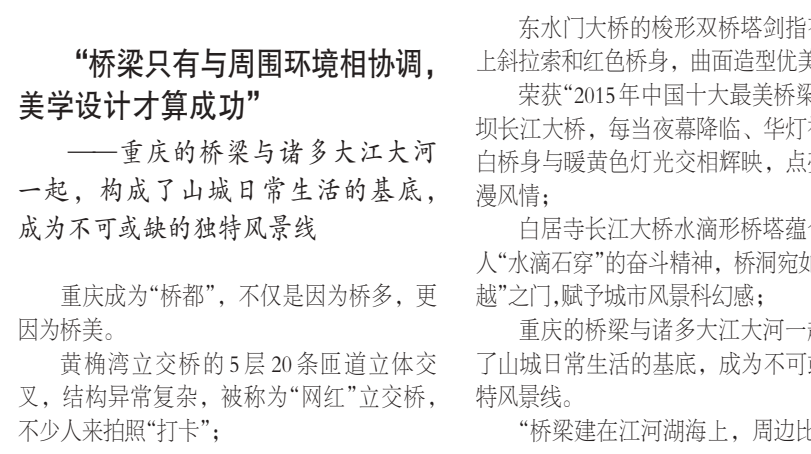 “桥梁只有与周围环境相协调，
美学设计才算成功”
——重庆的桥梁与诸多大江大河
一起，构成了山城日常生活的基底，
成为不可或缺的独特风景线
重庆成为“桥都”，不仅是因为桥多，更
因为桥美。
黄桷湾立交桥的5层20条匝道立体交
叉，结构异常复杂，被称为“网红”立交桥，
不少人来拍照“打卡”；
东水门大桥的梭形双桥塔剑指
上斜拉索和红色桥身，曲面造型优美
荣获“2015年中国十大最美桥梁
坝长江大桥，每当夜幕降临、华灯
白桥身与暖黄色灯光交相辉映，点
漫风情；
白居寺长江大桥水滴形桥塔蕴
人“水滴石穿”的奋斗精神，桥洞宛如
越”之门,赋予城市风景科幻感；
重庆的桥梁与诸多大江大河一起
了山城日常生活的基底，成为不可
特风景线。
“桥梁建在江河湖海上，周边比